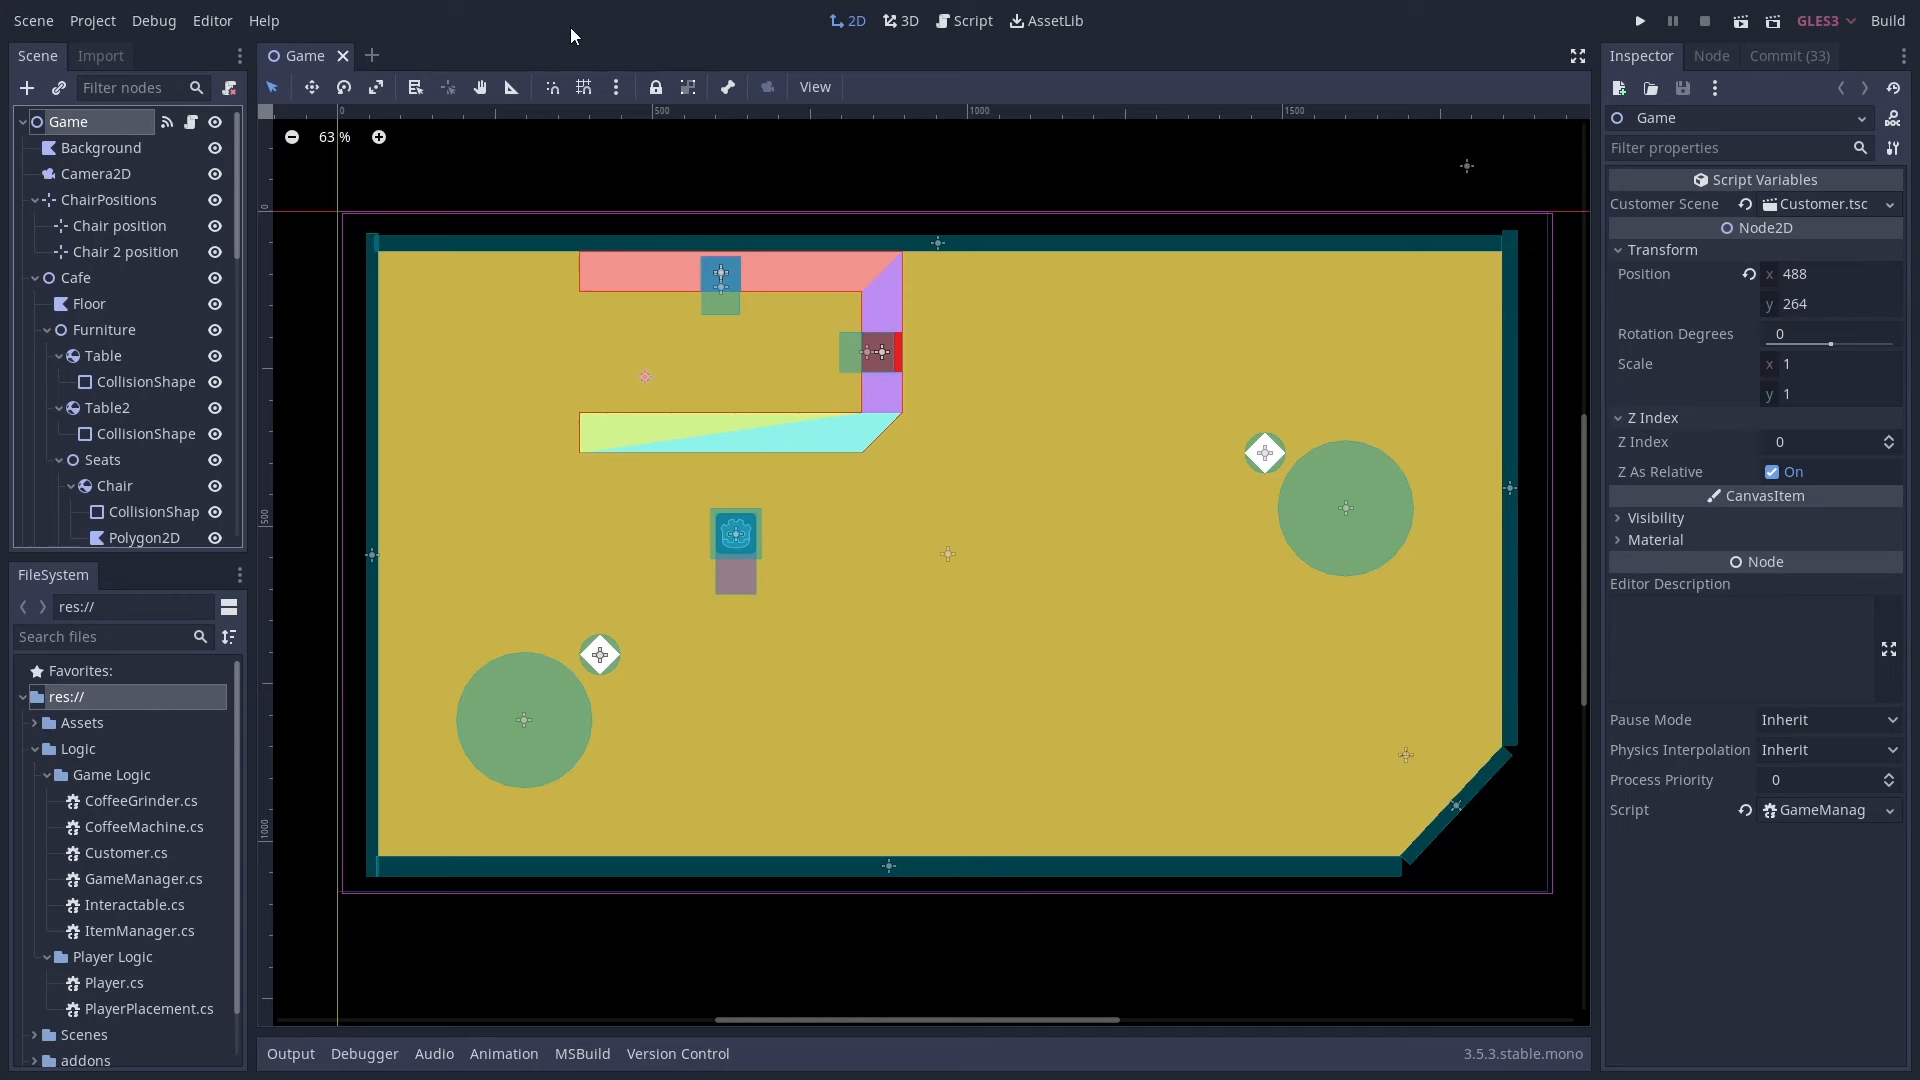 Scene Project Debug Editor Help
2D 3D Script AssetLib
GLES3 Build
Scene Import
Filter nodes
Game
Background
Camera2D
ChairPositions
Chair position
Chair 2 position
Cafe
Floor
Furniture
Table
CollisionShape
Table2
CollisionShape
Seats
Chair
CollisionShap
Polygon2D
FileSystem
res://
Search files
Favorites:
res://
Assets
Logic
Game Logic
CoffeeGrinder.cs
CoffeeMachine.cs
Customer.cs
GameManager.cs
Interactable.cs
ItemManager.cs
Player Logic
Player.cs
PlayerPlacement.cs
Scenes
addons
Game
View
0 500 1000 1500
63 %
0
500
1000
Output Debugger Audio Animation MSBuild Version Control 3.5.3.stable.mono
Inspector Node Commit (33)
Game
Filter properties
Script Variables
Customer Scene Customer.tsc
Node2D
Transform
Position x 488
y 264
Rotation Degrees 0
Scale x 1
y 1
Z Index
Z Index 0
Z As Relative On
CanvasItem
Visibility
Material
Node
Editor Description
Pause Mode Inherit
Physics Interpolation Inherit
Process Priority 0
Script GameManag